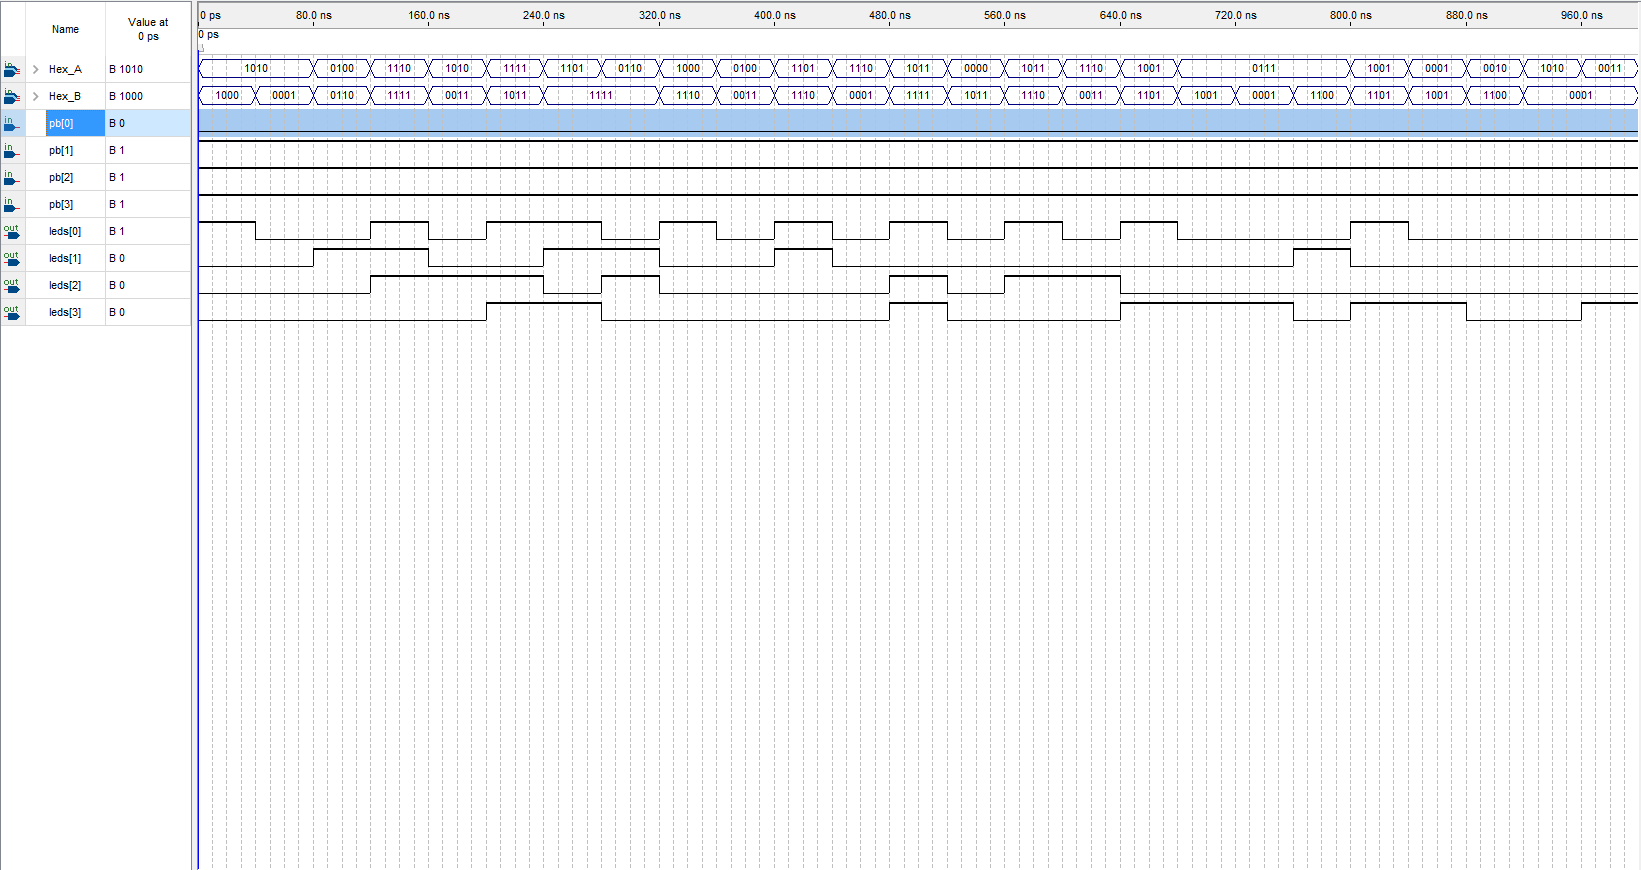 Name
Value at
0 ps
0 ps 80.0 ns 160.0 ns 240.0 ns 320.0 ns 400.0 ns 480.0 ns 560.0 ns 640.0 ns 720.0 ns 800.0 ns 880.0 ns 960.0 ns
0 ps
in Hex_A B 1010 1010 0100 1110 1010 1111 1101 0110 1000 0100 1101 1110 1011 0000 1011 1110 1001 0111 1001 0001 0010 1010 0011
in Hex_B B 1000 1000 0001 0110 1111 0011 1011 1111 1110 0011 1110 0001 1111 1011 1110 0011 1101 1001 0001 1100 1101 1001 1100 0001
in pb[0] B 0
in pb[1] B 1
in pb[2] B 1
in pb[3] B 1
out leds[0] B 1
out leds[1] B 0
out leds[2] B 0
out leds[3] B 0